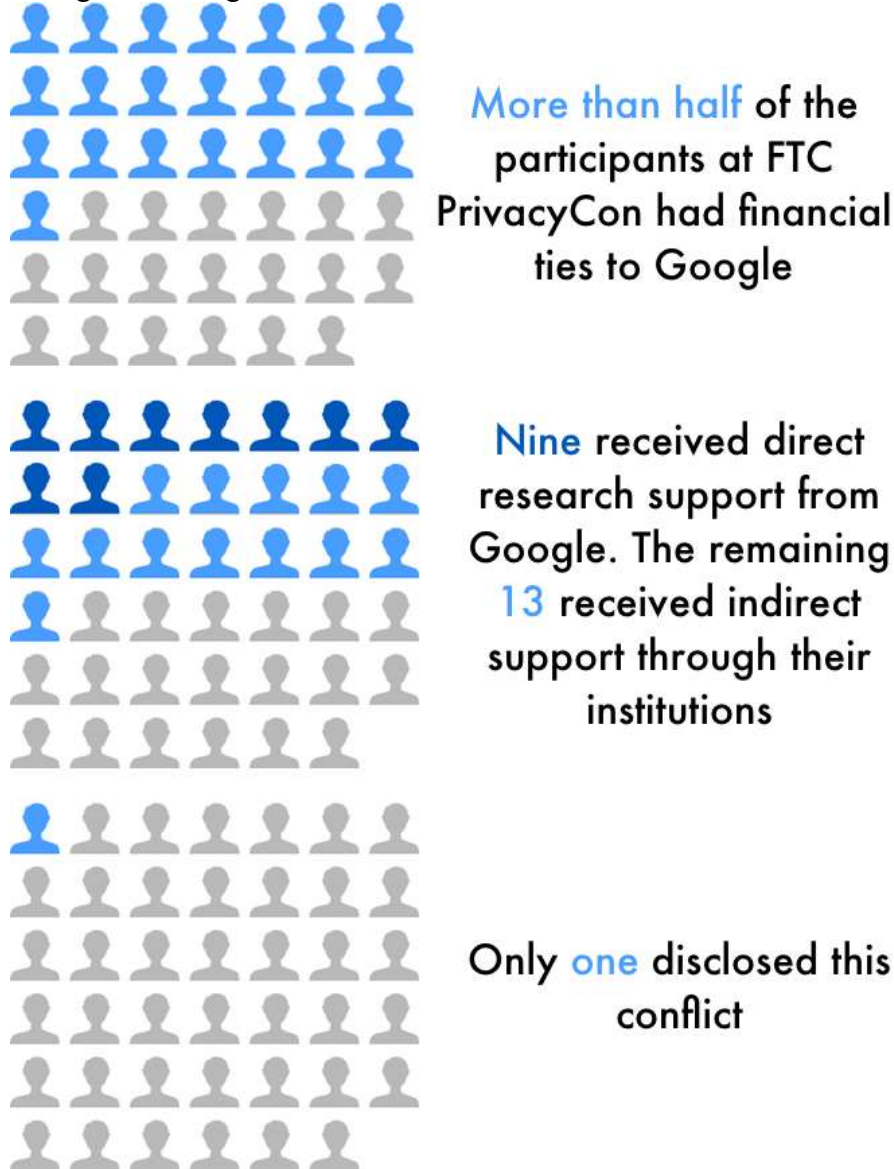 More than half of the
participants at FTC
PrivacyCon had financial
ties to Google
Nine received direct
research support from
Google. The remaining
13 received indirect
support through their
institutions
Only one disclosed this
conflict